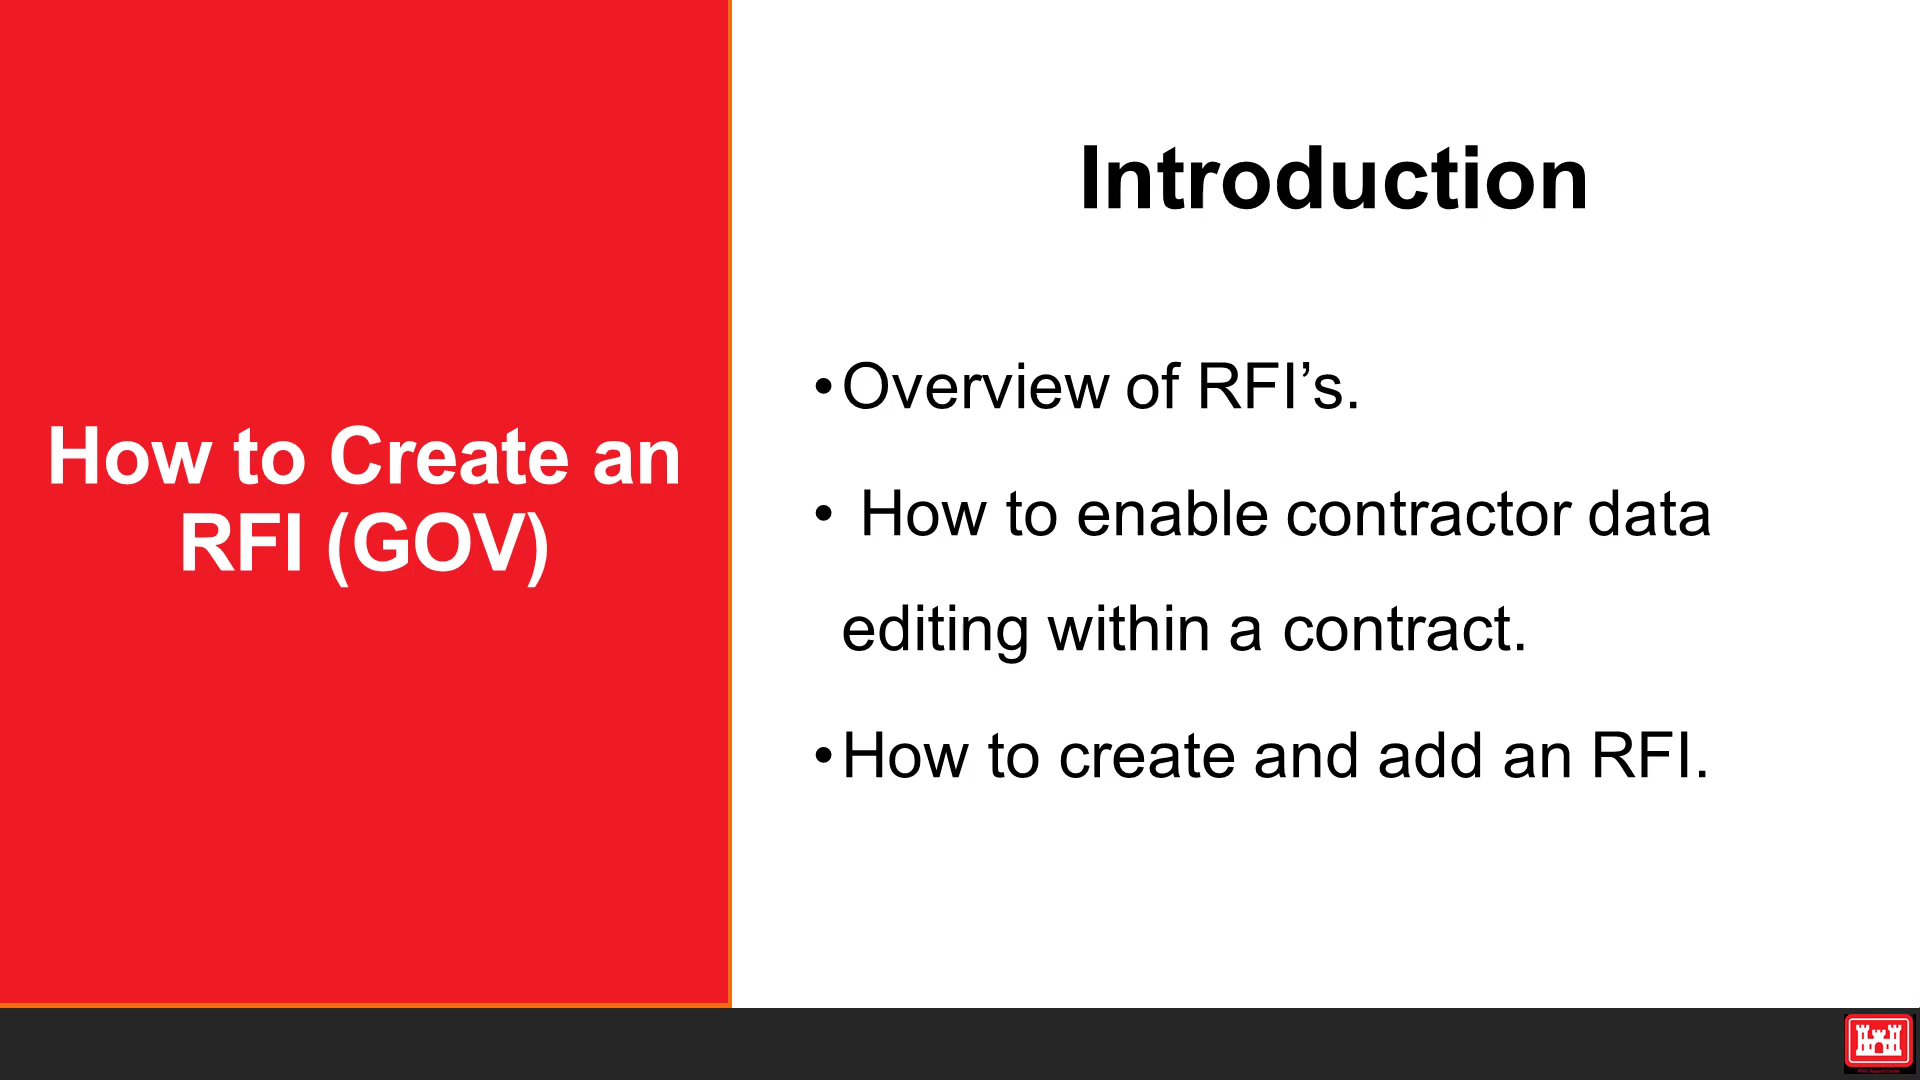 How to Create an
RFI (GOV)
Introduction
•Overview of RFI’s.
• How to enable contractor data
editing within a contract.
•How to create and add an RFI.